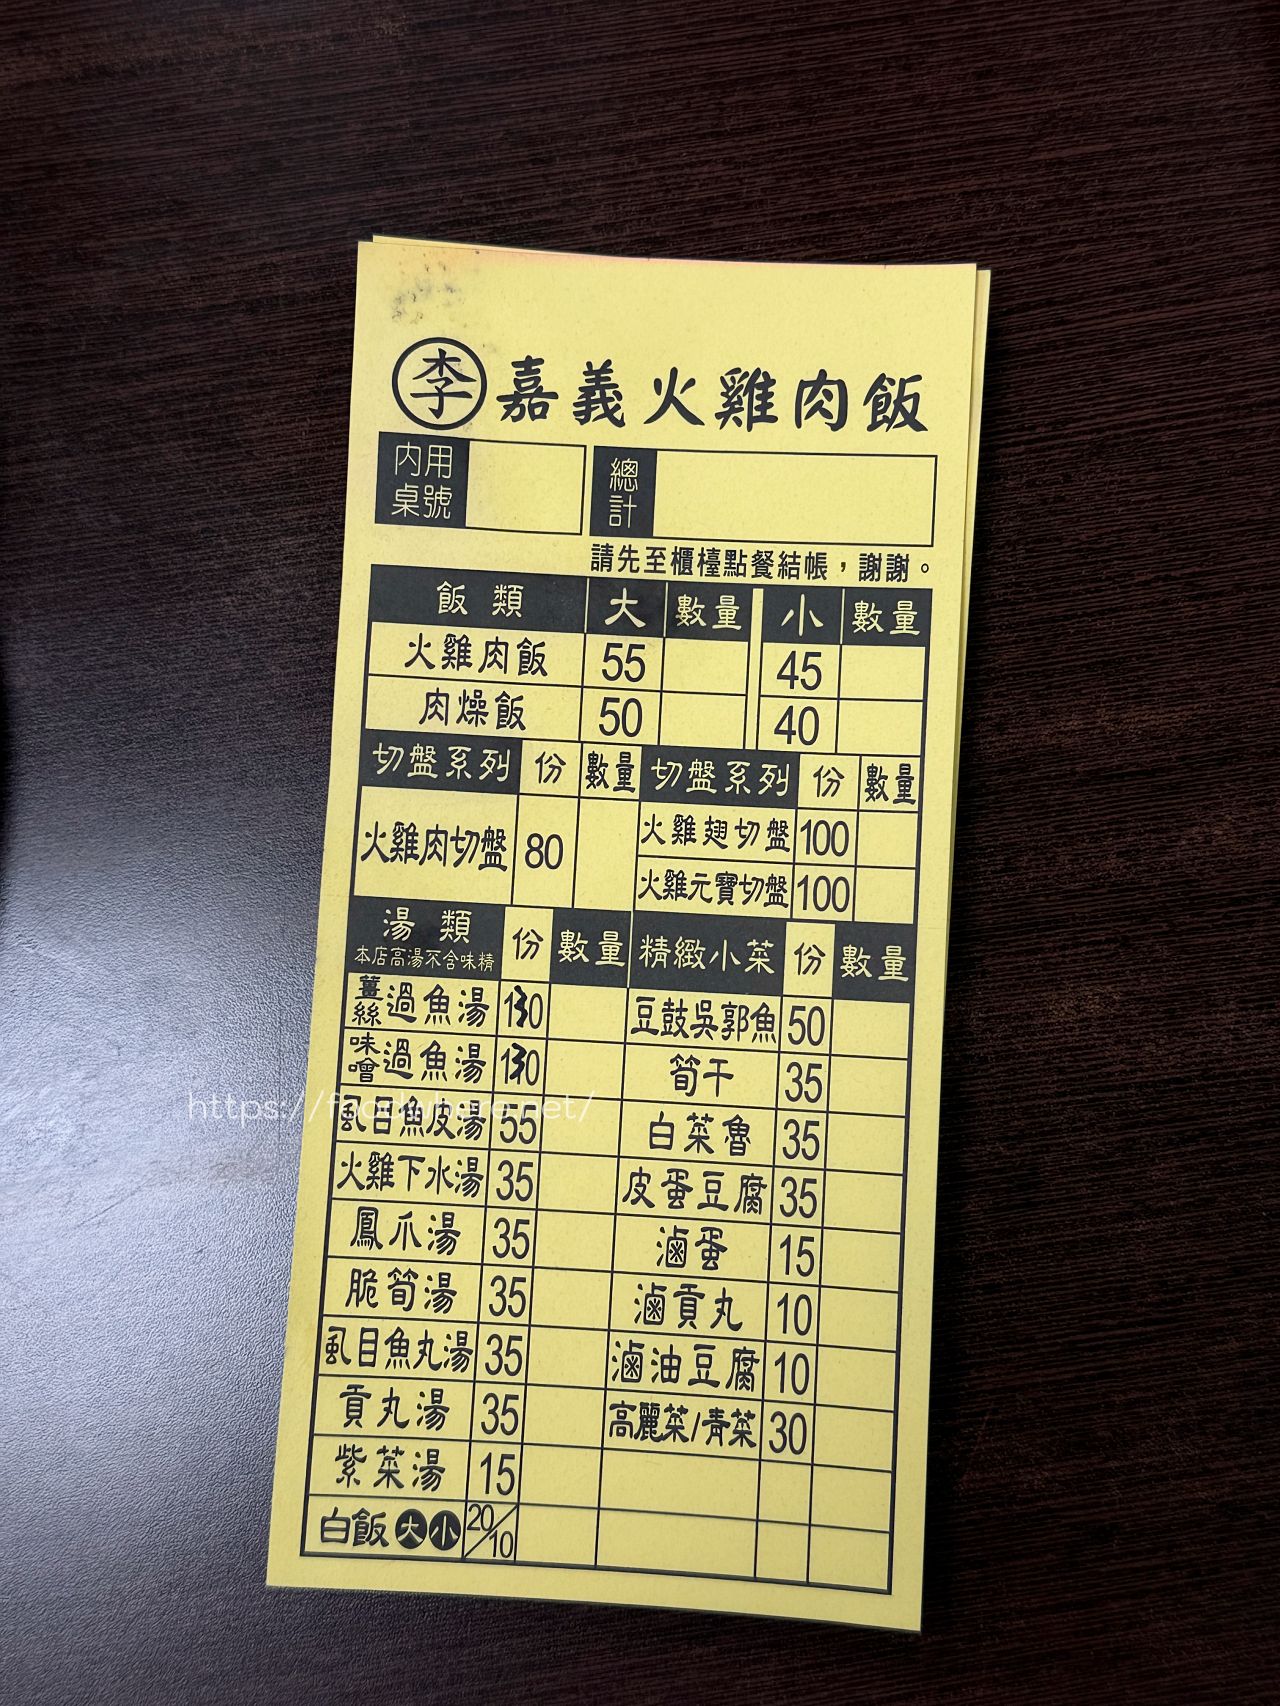 李 嘉義火雞肉飯
內用桌號 總計
請先至櫃檯點餐結帳，謝謝。
飯類 大 數量 小 數量
火雞肉飯 55 45
肉燥飯 50 40
切盤系列 份 數量 切盤系列 份 數量
火雞肉切盤 80 火雞翅切盤 100
火雞元寶切盤 100
湯類 份 數量 精緻小菜 份 數量
本店高湯不含味精
薑絲過魚湯 130 豆鼓吳郭魚 50
味噌過魚湯 130 筍干 35
https://foodwhere.net/
虱目魚皮湯 55 白菜魯 35
火雞下水湯 35 皮蛋豆腐 35
鳳爪湯 35 滷蛋 15
脆筍湯 35 滷貢丸 10
虱目魚丸湯 35 滷油豆腐 10
貢丸湯 35 高麗菜/青菜 30
紫菜湯 15
白飯 大 小 20/10